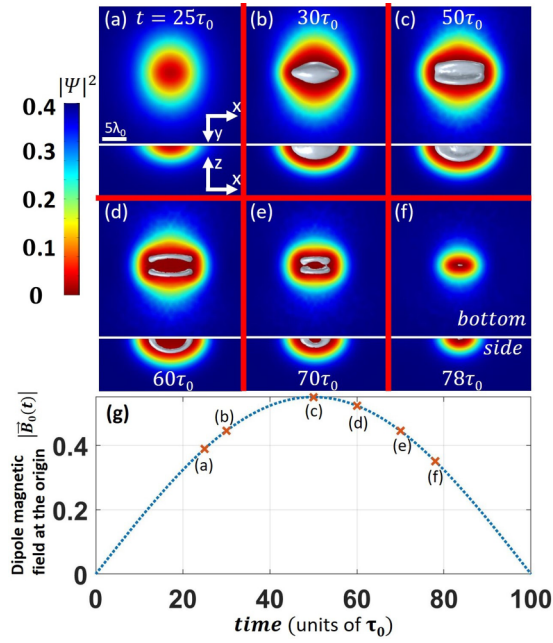 (a) t = 25τ₀
(b) 30τ₀
(c) 50τ₀
|Ψ|²
0.4
0.3
0.2
0.1
0
5λ₀
x
y
z
x
(d)
(e)
(f)
bottom
side
60τ₀
70τ₀
78τ₀
(g)
Dipole magnetic
field at the origin
|B⃗₀(t)|
0.4
0.2
0
(a)
(b)
(c)
(d)
(e)
(f)
0 20 40 60 80 100
time (units of τ₀)